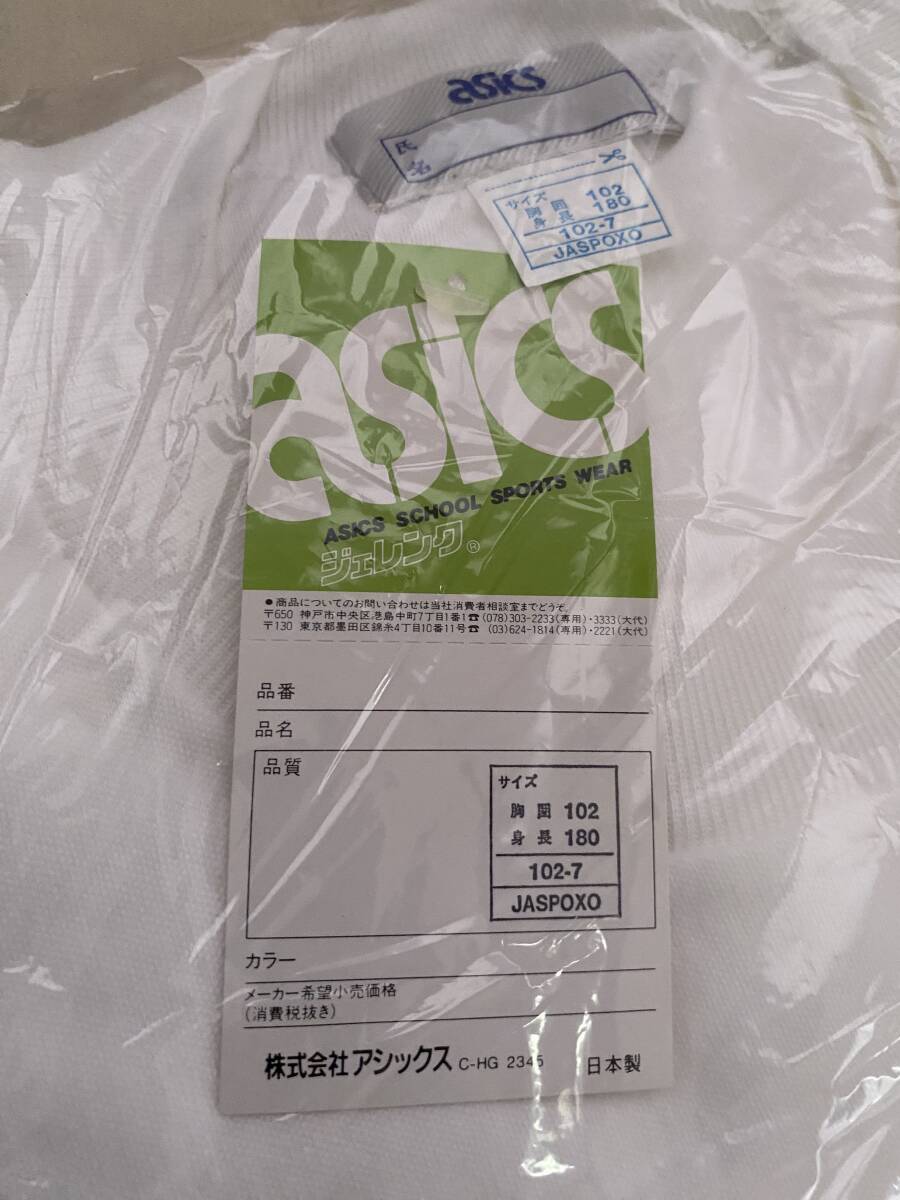 asics
氏
名
サイズ
胸囲 102
身長 180
102-7
JASPOXO
asics
ASICS SCHOOL SPORTS WEAR
ジェレンク®
●商品についてのお問い合わせは当社消費者相談室までどうぞ。
〒650 神戸市中央区港島中町7丁目1番1☎(078)303-2233(専用)・3333(大代)
〒130 東京都墨田区錦糸4丁目10番11号☎(03)624-1814(専用)・2221(大代)
品番
品名
品質
サイズ
胸囲 102
身長 180
102-7
JASPOXO
カラー
メーカー希望小売価格
(消費税抜き)
株式会社アシックス C-HG 2345 日本製